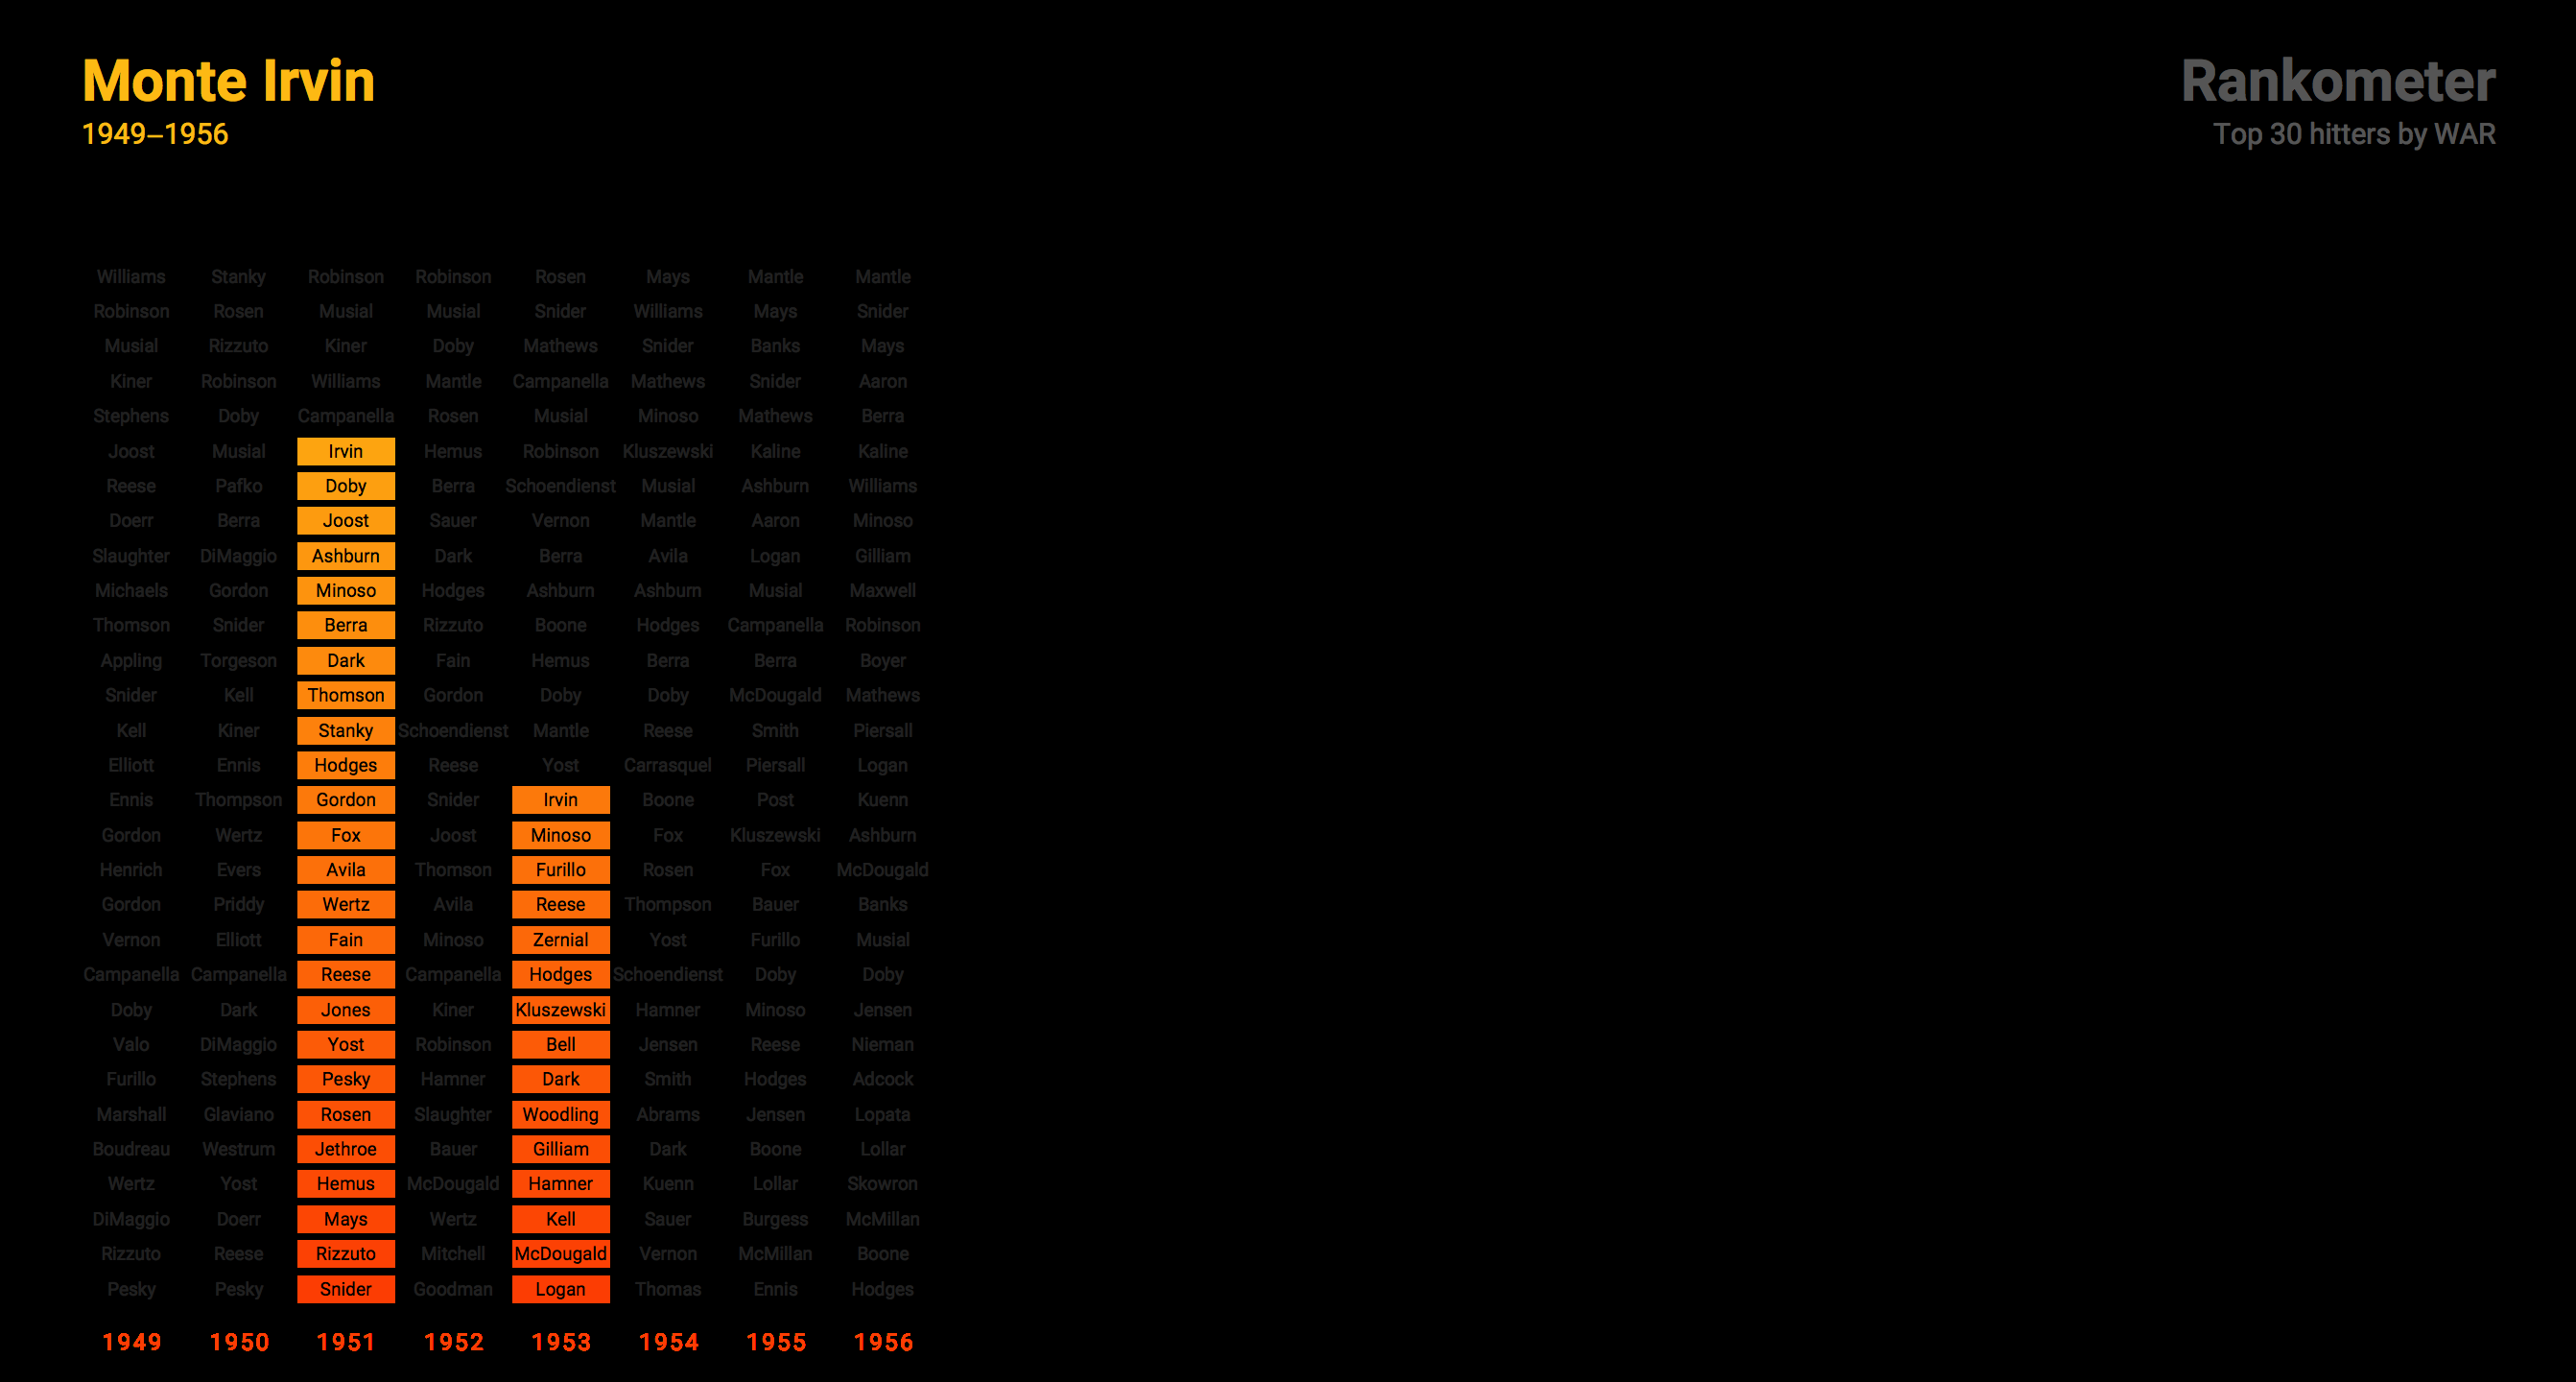 Monte Irvin
1949–1956
Rankometer
Top 30 hitters by WAR
Williams Stanky Robinson Robinson Rosen Mays Mantle Mantle
Robinson Rosen Musial Musial Snider Williams Mays Snider
Musial Rizzuto Kiner Doby Mathews Snider Banks Mays
Kiner Robinson Williams Mantle Campanella Mathews Snider Aaron
Stephens Doby Campanella Rosen Musial Minoso Mathews Berra
Joost Musial Irvin Hemus Robinson Kluszewski Kaline Kaline
Reese Pafko Doby Berra Schoendienst Musial Ashburn Williams
Doerr Berra Joost Sauer Vernon Mantle Aaron Minoso
Slaughter DiMaggio Ashburn Dark Berra Avila Logan Gilliam
Michaels Gordon Minoso Hodges Ashburn Ashburn Musial Maxwell
Thomson Snider Berra Rizzuto Boone Hodges Campanella Robinson
Appling Torgeson Dark Fain Hemus Berra Berra Boyer
Snider Kell Thomson Gordon Doby Doby McDougald Mathews
Kell Kiner Stanky Schoendienst Mantle Reese Smith Piersall
Elliott Ennis Hodges Reese Yost Carrasquel Piersall Logan
Ennis Thompson Gordon Snider Irvin Boone Post Kuenn
Gordon Wertz Fox Joost Minoso Fox Kluszewski Ashburn
Henrich Evers Avila Thomson Furillo Rosen Fox McDougald
Gordon Priddy Wertz Avila Reese Thompson Bauer Banks
Vernon Elliott Fain Minoso Zernial Yost Furillo Musial
Campanella Campanella Reese Campanella Hodges Schoendienst Doby Doby
Doby Dark Jones Kiner Kluszewski Hamner Minoso Jensen
Valo DiMaggio Yost Robinson Bell Jensen Reese Nieman
Furillo Stephens Pesky Hamner Dark Smith Hodges Adcock
Marshall Glaviano Rosen Slaughter Woodling Abrams Jensen Lopata
Boudreau Westrum Jethroe Bauer Gilliam Dark Boone Lollar
Wertz Yost Hemus McDougald Hamner Kuenn Lollar Skowron
DiMaggio Doerr Mays Wertz Kell Sauer Burgess McMillan
Rizzuto Reese Rizzuto Mitchell McDougald Vernon McMillan Boone
Pesky Pesky Snider Goodman Logan Thomas Ennis Hodges
1949 1950 1951 1952 1953 1954 1955 1956